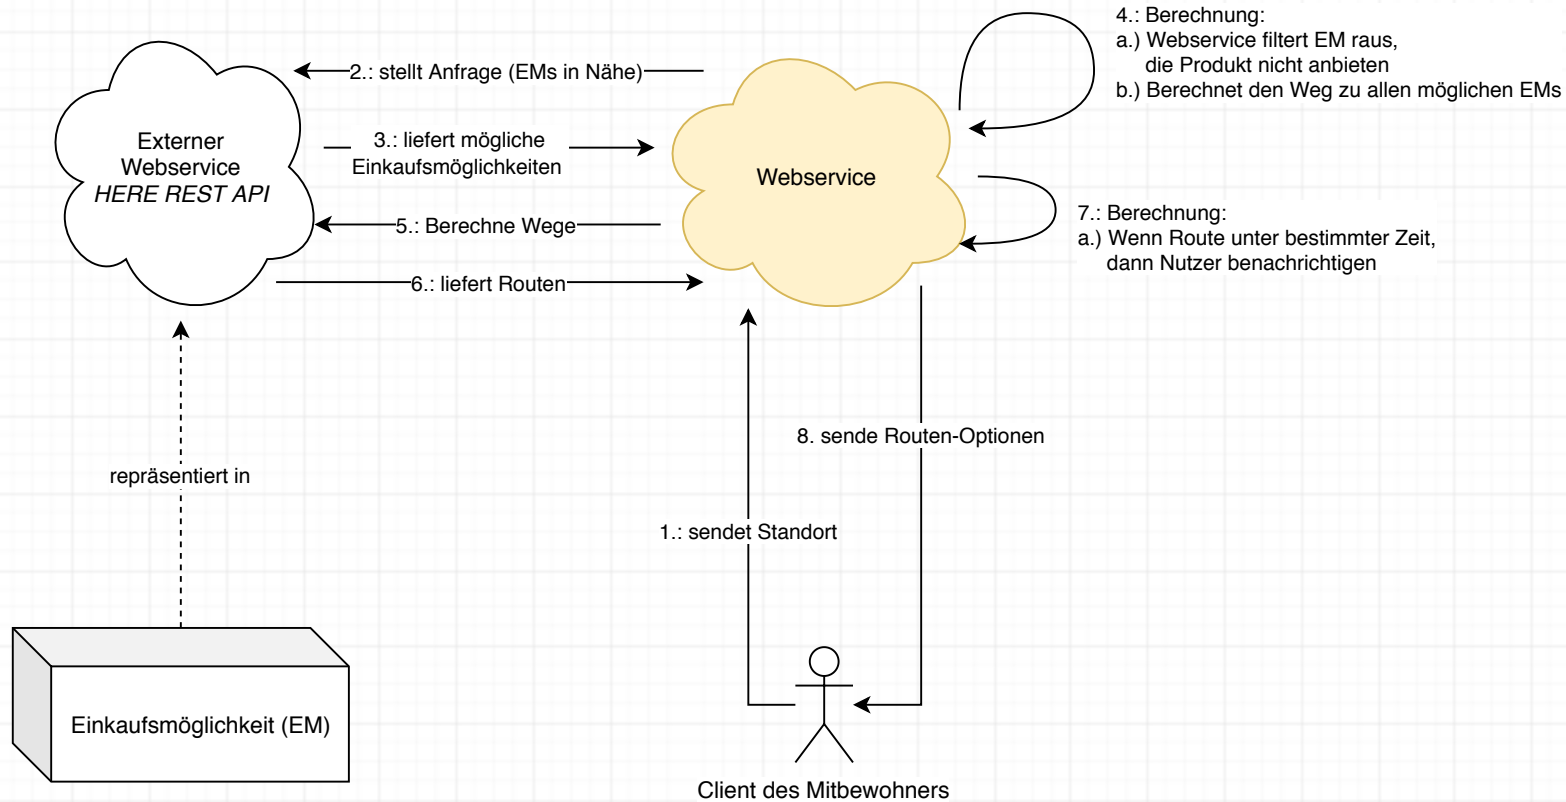 4.: Berechnung:
a.) Webservice filtert EM raus,
die Produkt nicht anbieten
b.) Berechnet den Weg zu allen möglichen EMs
2.: stellt Anfrage (EMs in Nähe)
Externer
Webservice
HERE REST API
3.: liefert mögliche
Einkaufsmöglichkeiten
Webservice
5.: Berechne Wege
7.: Berechnung:
a.) Wenn Route unter bestimmter Zeit,
dann Nutzer benachrichtigen
6.: liefert Routen
8. sende Routen-Optionen
repräsentiert in
1.: sendet Standort
Einkaufsmöglichkeit (EM)
Client des Mitbewohners